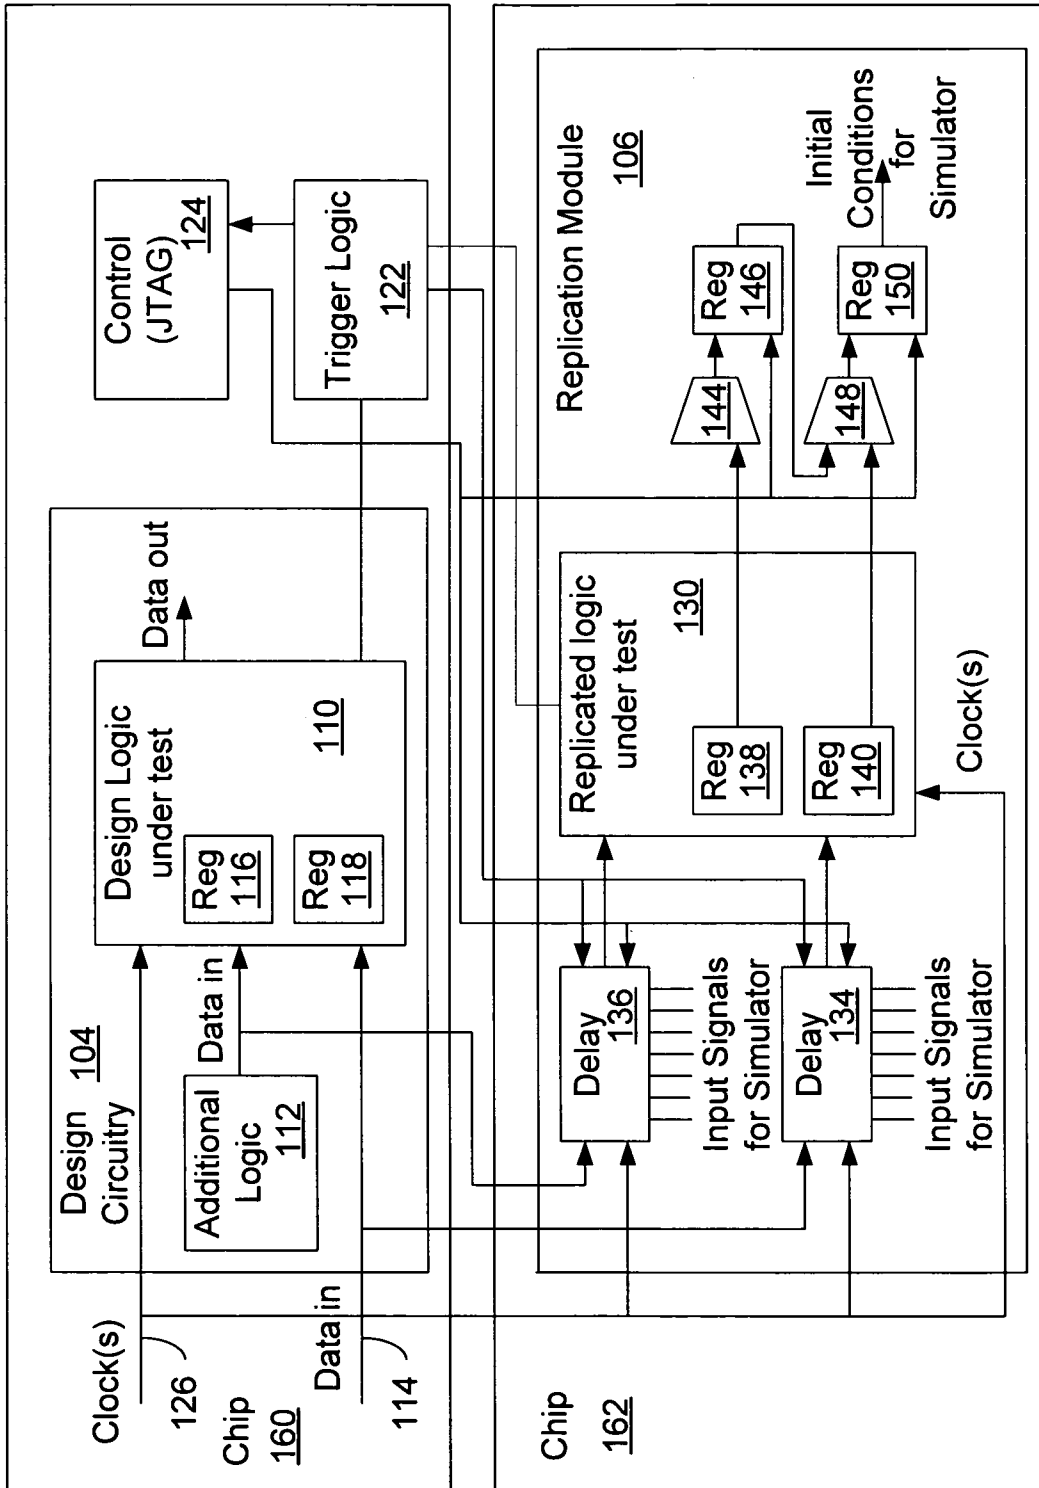 Clock(s)
126
Chip
160
Data in
114
Design
Circuitry
104
Additional
Logic
112
Data in
Design Logic
under test
110
Reg
116
Reg
118
Data out
Control
(JTAG)
124
Trigger Logic
122
Chip
162
Delay
136
Input Signals
for Simulator
Delay
134
Input Signals
for Simulator
Replicated logic
under test
130
Reg
138
Reg
140
Clock(s)
Replication Module
106
144
Reg
146
148
Reg
150
Initial
Conditions
for
Simulator